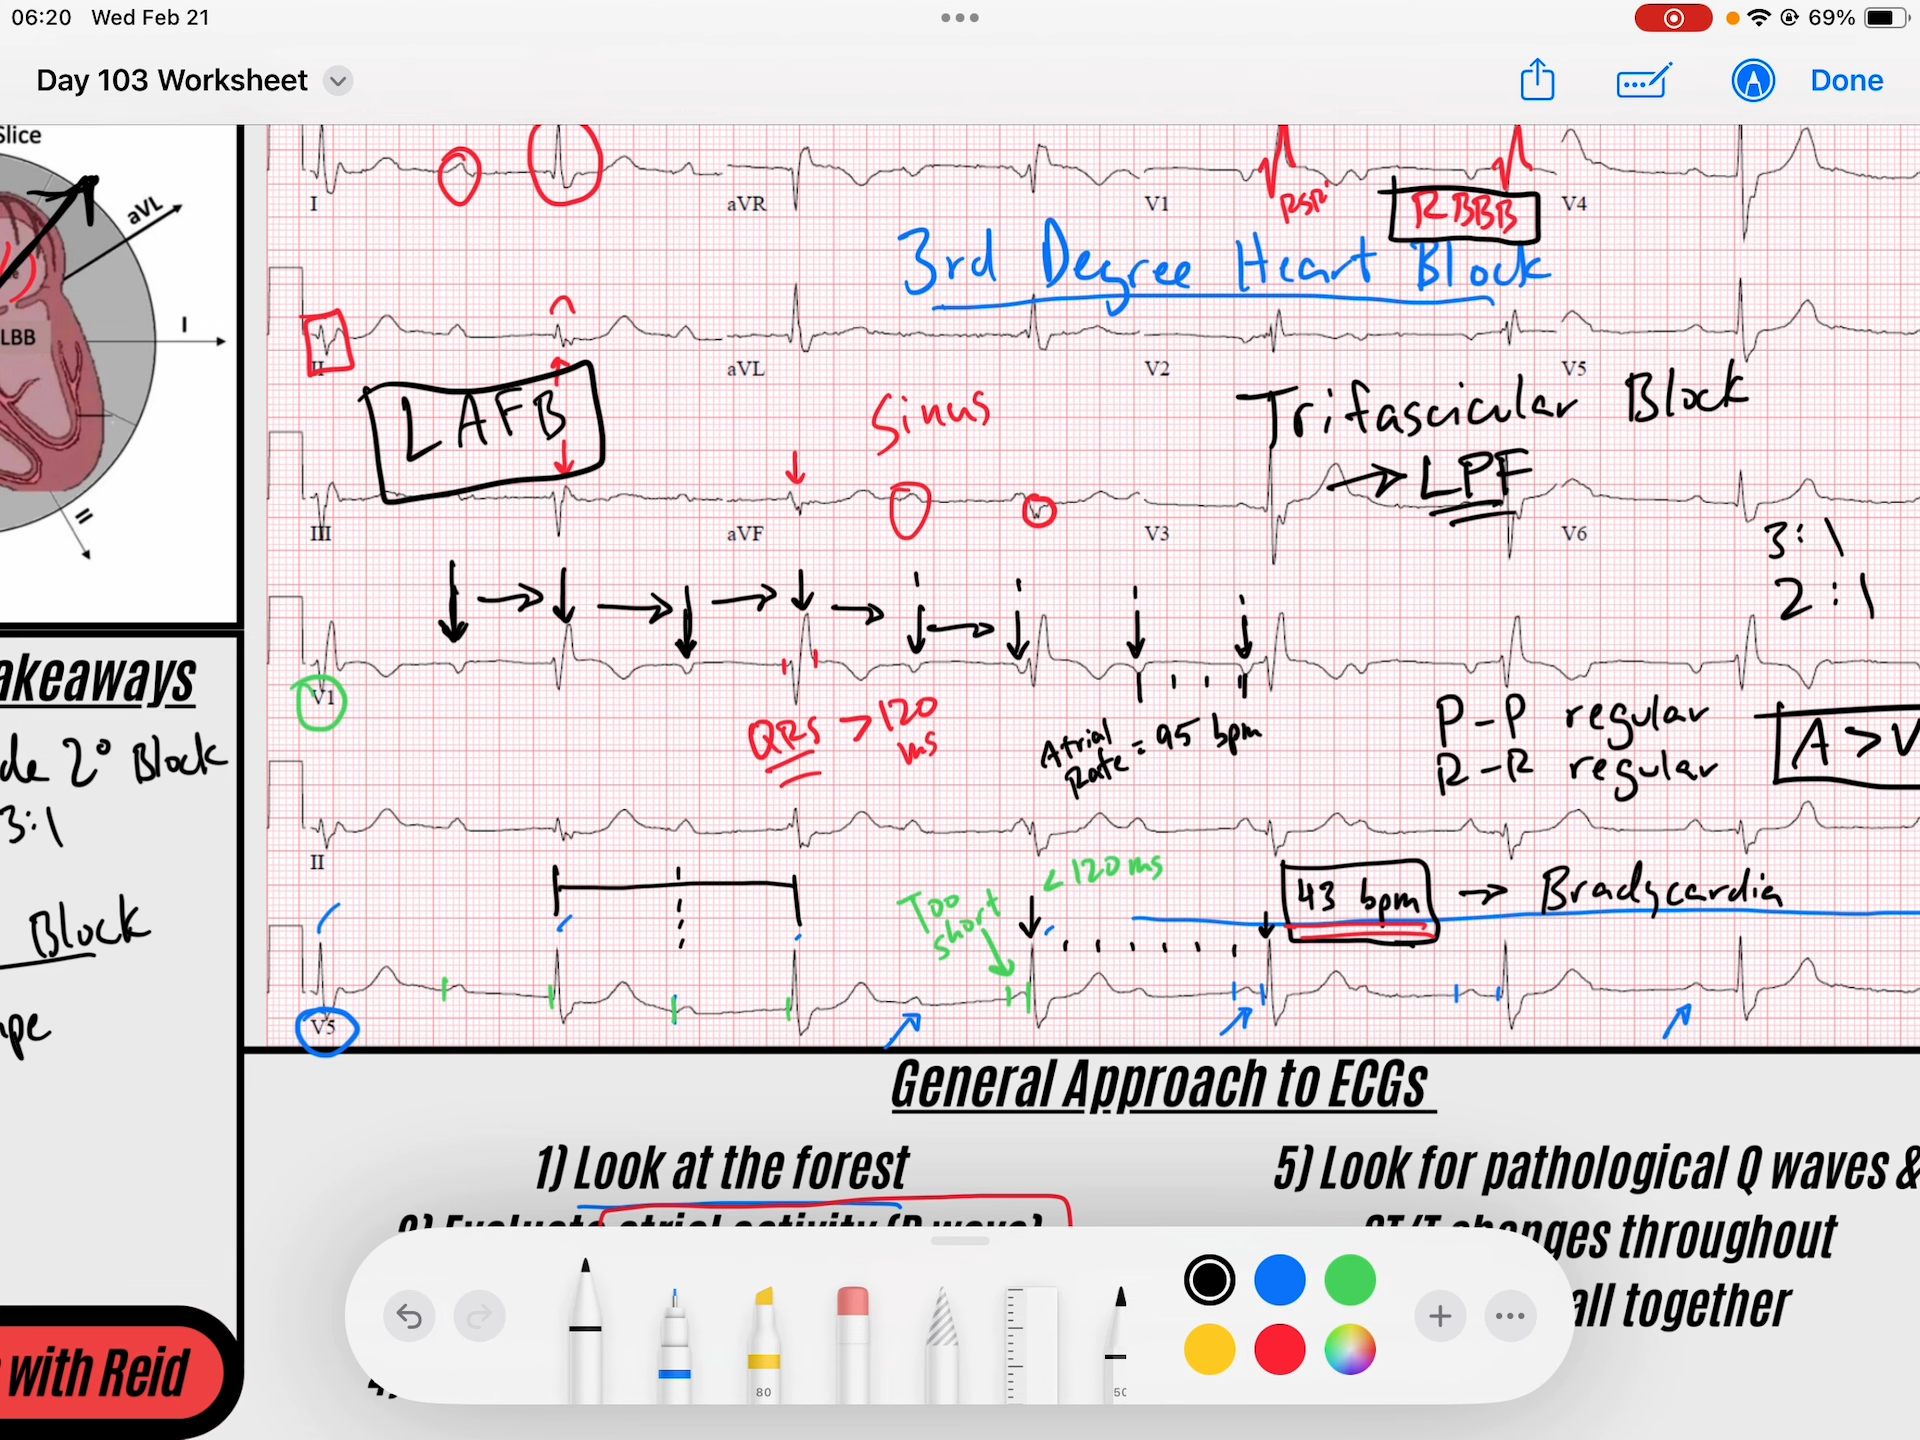 06:20 Wed Feb 21
69%
Day 103 Worksheet
Done
Slice
aVL
I
LBB
II
I
aVR
V1
RSR'
RBBB
V4
3rd Degree Heart Block
II
aVL
V2
V5
LAFB
Sinus
Trifascicular Block
→ LPF
III
aVF
V3
V6
3:1
2:1
V1
QRS > 120
ms
Atrial
Rate = 95 bpm
P-P regular
R-R regular
A > V
II
< 120 ms
Too
short
43 bpm → Bradycardia
V5
akeaways
de 2° Block
3:1
Block
ape
with Reid
General Approach to ECGs
1) Look at the forest
5) Look for pathological Q waves &
changes throughout
all together
80
50